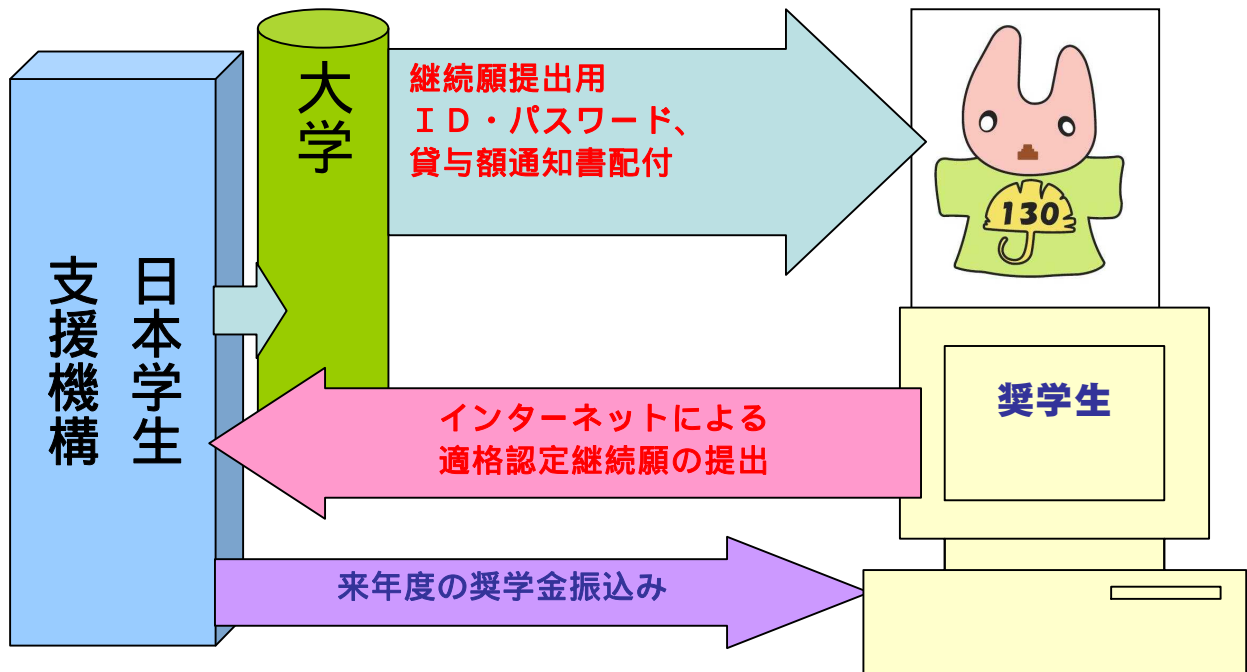 日本学生
支援機構
大学
継続願提出用
ＩＤ・パスワード、
貸与額通知書配付
130
奨学生
インターネットによる
適格認定継続願の提出
来年度の奨学金振込み